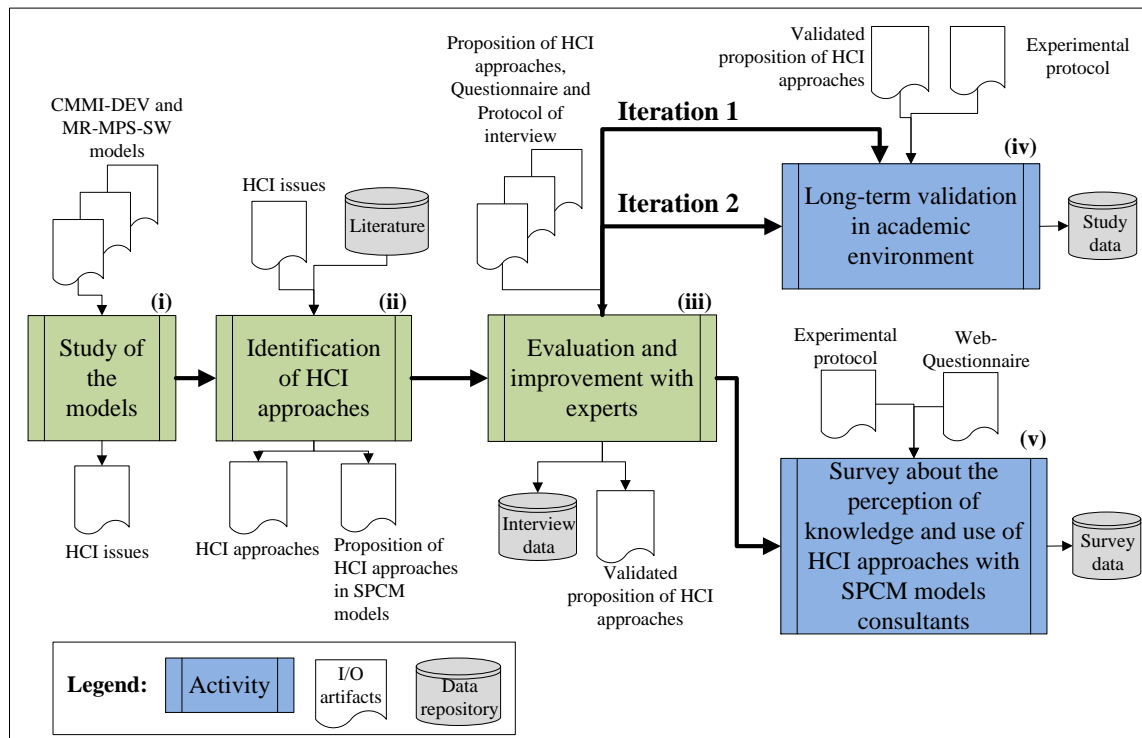 CMMI-DEV and
MR-MPS-SW
models
HCI issues
Literature
Proposition of HCI
approaches,
Questionnaire and
Protocol of
interview
Validated
proposition of HCI
approaches
Experimental
protocol
Iteration 1
Iteration 2
(i)
Study of
the
models
HCI issues
(ii)
Identification
of HCI
approaches
HCI approaches
Proposition of
HCI approaches
in SPCM
models
(iii)
Evaluation and
improvement with
experts
Interview
data
Validated
proposition of HCI
approaches
(iv)
Long-term validation
in academic
environment
Study
data
Experimental
protocol
Web-
Questionnaire
(v)
Survey about the
perception of
knowledge and use of
HCI approaches with
SPCM models
consultants
Survey
data
Legend:
Activity
I/O
artifacts
Data
repository